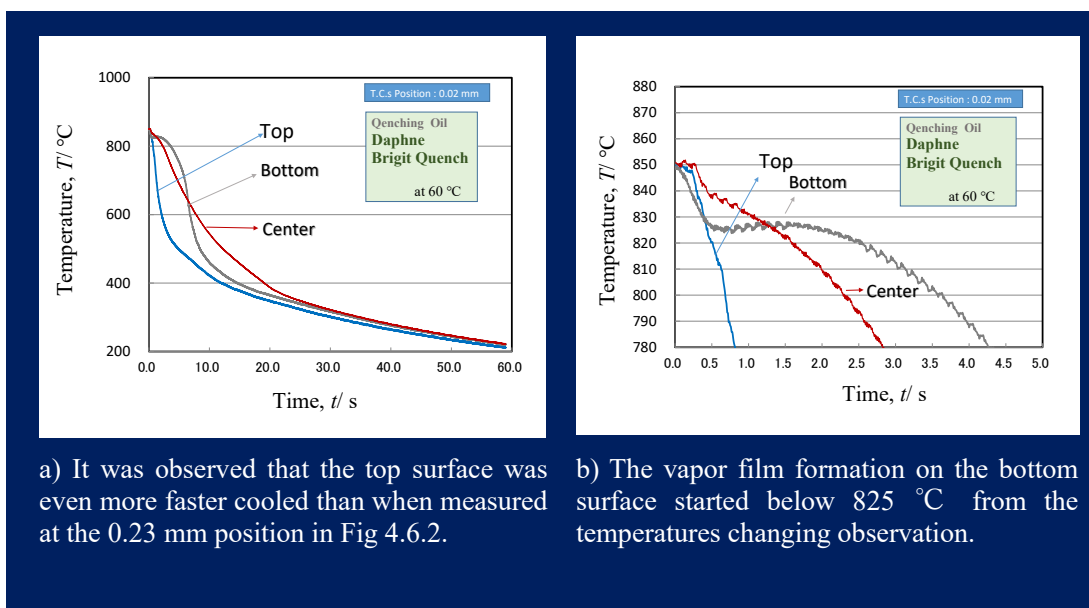 1000
800
600
400
200
0.0 10.0 20.0 30.0 40.0 50.0 60.0
Temperature, T/ °C
Time, t/ s
T.C.s Position : 0.02 mm
Qenching Oil
Daphne
Brigit Quench
at 60 ℃
Top
Bottom
Center
a) It was observed that the top surface was
even more faster cooled than when measured
at the 0.23 mm position in Fig 4.6.2.
880
870
860
850
840
830
820
810
800
790
780
0.0 0.5 1.0 1.5 2.0 2.5 3.0 3.5 4.0 4.5 5.0
Temperature, T/ °C
Time, t/ s
T.C.s Position : 0.02 mm
Qenching Oil
Daphne
Brigit Quench
at 60 ℃
Top
Bottom
Center
b) The vapor film formation on the bottom
surface started below 825 ℃ from the
temperatures changing observation.